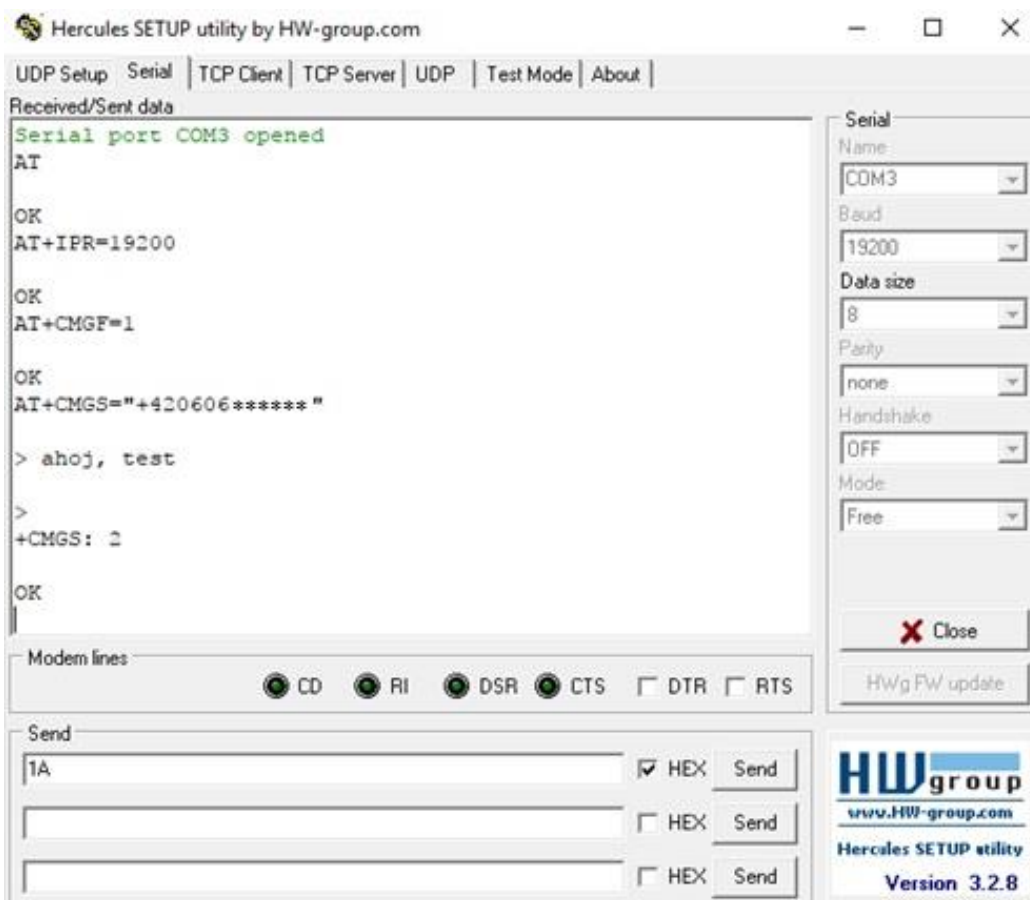 Hercules SETUP utility by HW-group.com
UDP Setup Serial TCP Client TCP Server UDP Test Mode About
Received/Sent data
Serial port COM3 opened
AT
OK
AT+IPR=19200
OK
AT+CMGF=1
OK
AT+CMGS="+420606******"
> ahoj, test
>
+CMGS: 2
OK
Serial
Name
COM3
Baud
19200
Data size
8
Parity
none
Handshake
OFF
Mode
Free
Close
HWg FW update
Modem lines
CD RI DSR CTS DTR RTS
Send
1A HEX Send
HEX Send
HEX Send
HWgroup
www.HW-group.com
Hercules SETUP utility
Version 3.2.8